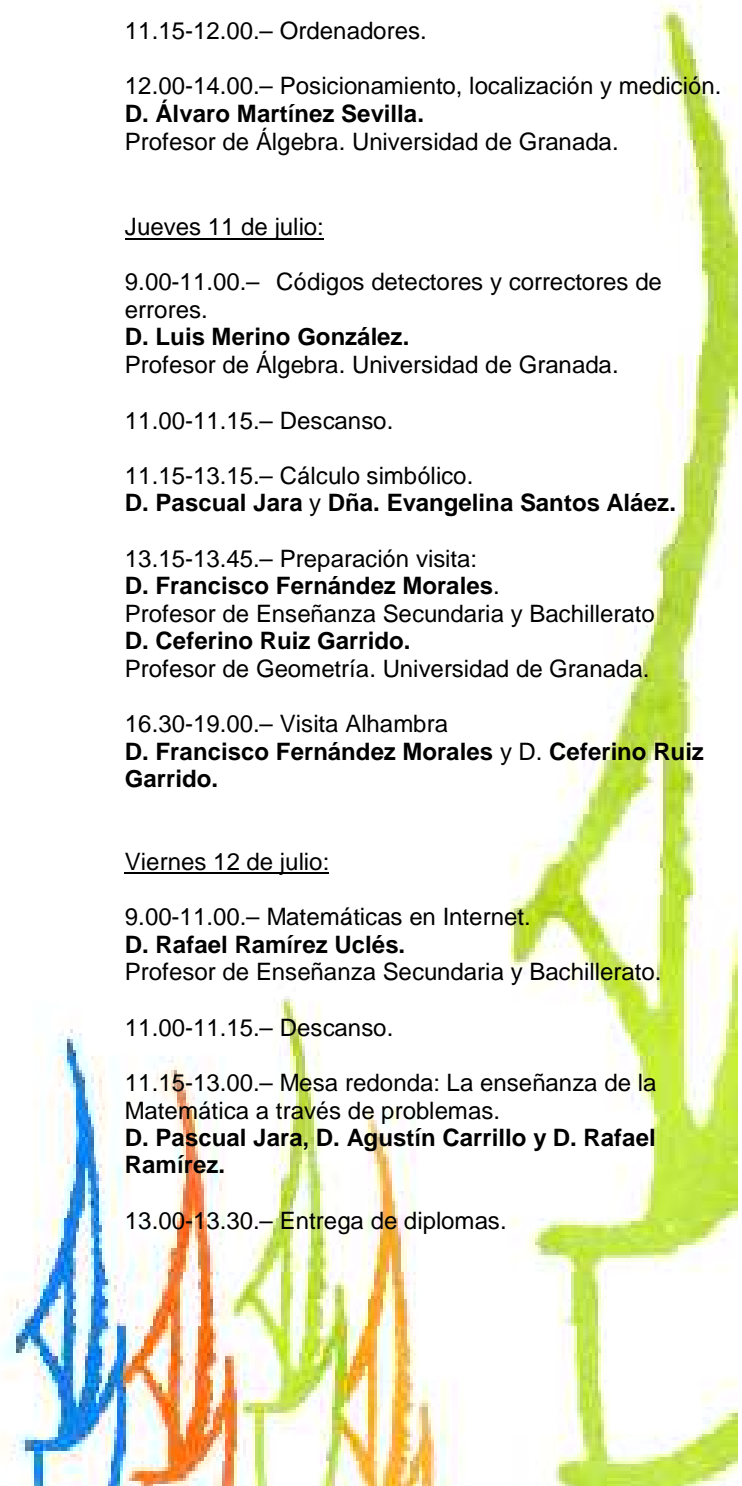 11.15-12.00.– Ordenadores.
12.00-14.00.– Posicionamiento, localización y medición.
D. Álvaro Martínez Sevilla.
Profesor de Álgebra. Universidad de Granada.
Jueves 11 de julio:
9.00-11.00.– Códigos detectores y correctores de
errores.
D. Luis Merino González.
Profesor de Álgebra. Universidad de Granada.
11.00-11.15.– Descanso.
11.15-13.15.– Cálculo simbólico.
D. Pascual Jara y Dña. Evangelina Santos Aláez.
13.15-13.45.– Preparación visita:
D. Francisco Fernández Morales.
Profesor de Enseñanza Secundaria y Bachillerato
D. Ceferino Ruiz Garrido.
Profesor de Geometría. Universidad de Granada.
16.30-19.00.– Visita Alhambra
D. Francisco Fernández Morales y D. Ceferino Ruiz
Garrido.
Viernes 12 de julio:
9.00-11.00.– Matemáticas en Internet.
D. Rafael Ramírez Uclés.
Profesor de Enseñanza Secundaria y Bachillerato.
11.00-11.15.– Descanso.
11.15-13.00.– Mesa redonda: La enseñanza de la
Matemática a través de problemas.
D. Pascual Jara, D. Agustín Carrillo y D. Rafael
Ramírez.
13.00-13.30.– Entrega de diplomas.